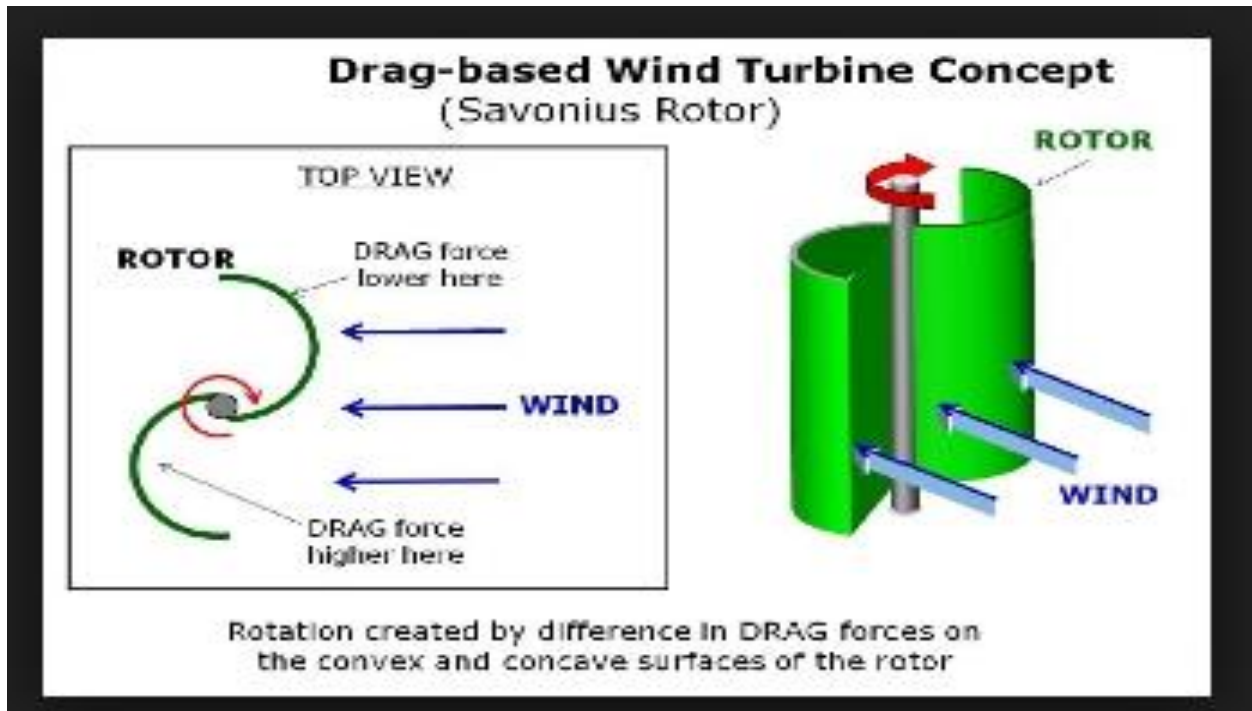 Drag-based Wind Turbine Concept
(Savonius Rotor)
TOP VIEW
ROTOR
DRAG force
lower here
WIND
DRAG force
higher here
ROTOR
WIND
Rotation created by difference in DRAG forces on
the convex and concave surfaces of the rotor